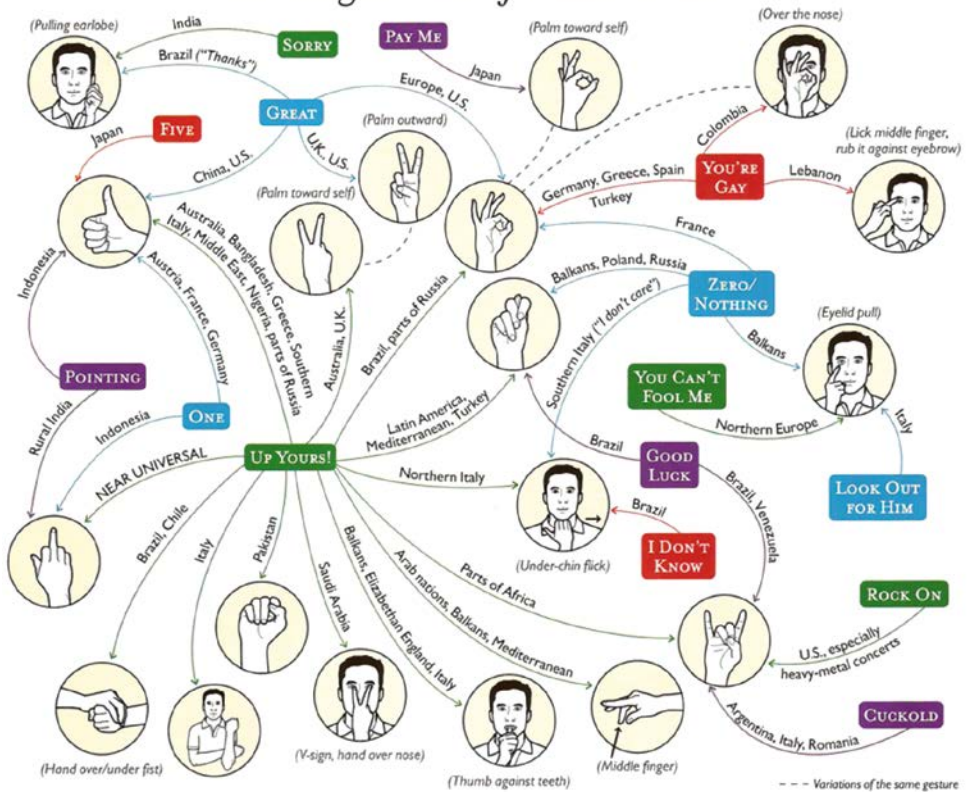 (Pulling earlobe)
India
SORRY
PAY ME
(Palm toward self)
(Over the nose)
Brazil ("Thanks")
Japan
Europe, U.S.
GREAT
FIVE
Japan
China, U.S.
U.K., U.S.
(Palm outward)
(Palm toward self)
Colombia
(Lick middle finger,
rub it against eyebrow)
YOU'RE
GAY
Lebanon
Germany, Greece, Spain
Turkey
France
Indonesia
Australia, Bangladesh, Greece, Southern
Italy, Middle East, Nigeria, parts of Russia
Austria, France, Germany
Australia, U.K.
Brazil, parts of Russia
Balkans, Poland, Russia
ZERO/
NOTHING
Southern Italy ("I don't care")
Balkans
(Eyelid pull)
POINTING
ONE
Rural India
Indonesia
YOU CAN'T
FOOL ME
Northern Europe
Italy
Latin America,
Mediterranean, Turkey
UP YOURS!
NEAR UNIVERSAL
Northern Italy
Brazil
GOOD
LUCK
Brazil, Venezuela
LOOK OUT
FOR HIM
Brazil
I DON'T
KNOW
(Under-chin flick)
Brazil, Chile
Italy
Pakistan
Saudi Arabia
Balkans, Elizabethan England, Italy
Arab nations, Balkans, Mediterranean
Parts of Africa
ROCK ON
U.S., especially
heavy-metal concerts
CUCKOLD
Argentina, Italy, Romania
(Hand over/under fist)
(V-sign, hand over nose)
(Thumb against teeth)
(Middle finger)
--- Variations of the same gesture